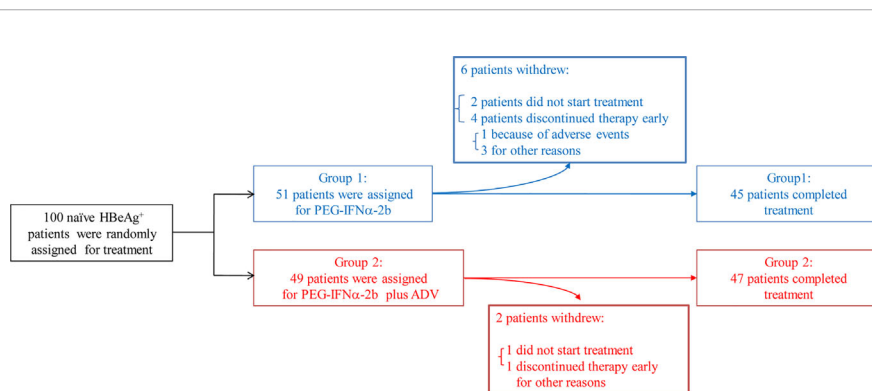 6 patients withdrew:
2 patients did not start treatment
4 patients discontinued therapy early
1 because of adverse events
3 for other reasons
Group 1:
51 patients were assigned
for PEG-IFNα-2b
Group1:
45 patients completed
treatment
100 naïve HBeAg⁺
patients were randomly
assigned for treatment
Group 2:
49 patients were assigned
for PEG-IFNα-2b plus ADV
Group 2:
47 patients completed
treatment
2 patients withdrew:
1 did not start treatment
1 discontinued therapy early
for other reasons